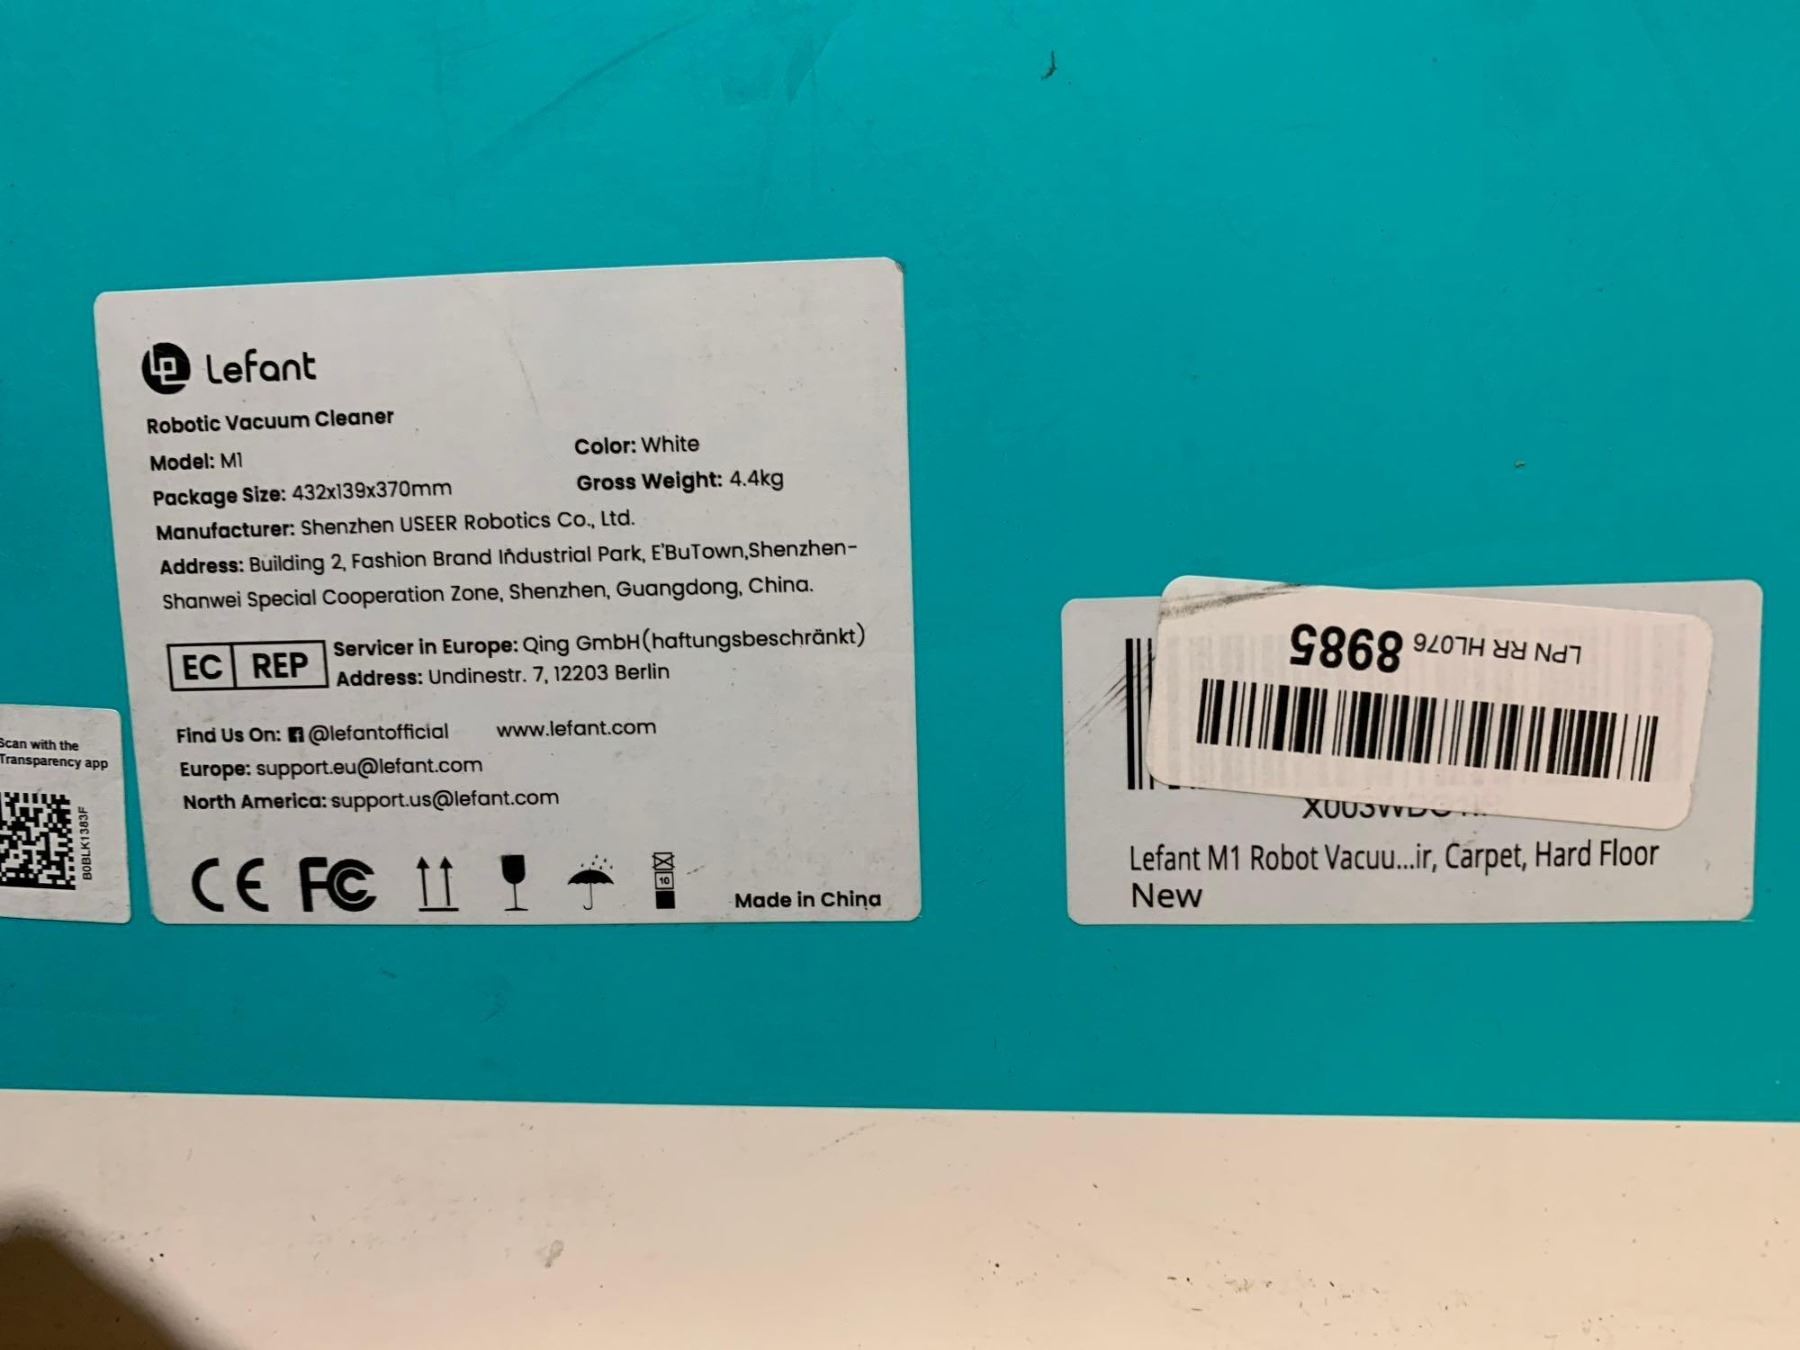 Lefant
Robotic Vacuum Cleaner
Model: M1
Color: White
Package Size: 432x139x370mm
Gross Weight: 4.4kg
Manufacturer: Shenzhen USEER Robotics Co., Ltd.
Address: Building 2, Fashion Brand Industrial Park, E'BuTown,Shenzhen-
Shanwei Special Cooperation Zone, Shenzhen, Guangdong, China.
EC REP
Servicer in Europe: Qing GmbH(haftungsbeschränkt)
Address: Undinestr. 7, 12203 Berlin
Find Us On: @lefantofficial www.lefant.com
Europe: support.eu@lefant.com
North America: support.us@lefant.com
CE FC
10
Made in China
Scan with the
Transparency app
B0BLK1383F
LPN RR HL076 8985
Lefant M1 Robot Vacuu...ir, Carpet, Hard Floor
New